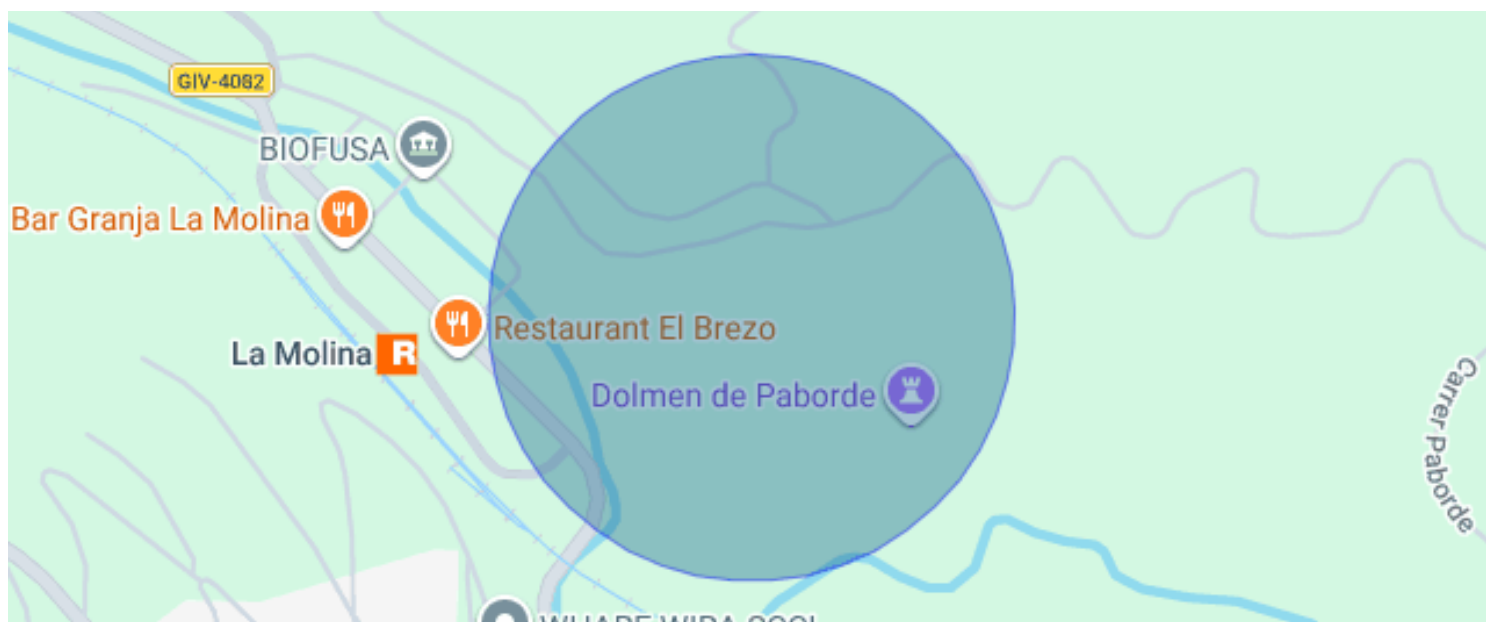 GIV-4082
BIOFUSA
Bar Granja La Molina
Restaurant El Brezo
La Molina R
Dolmen de Paborde
Carrer Paborde